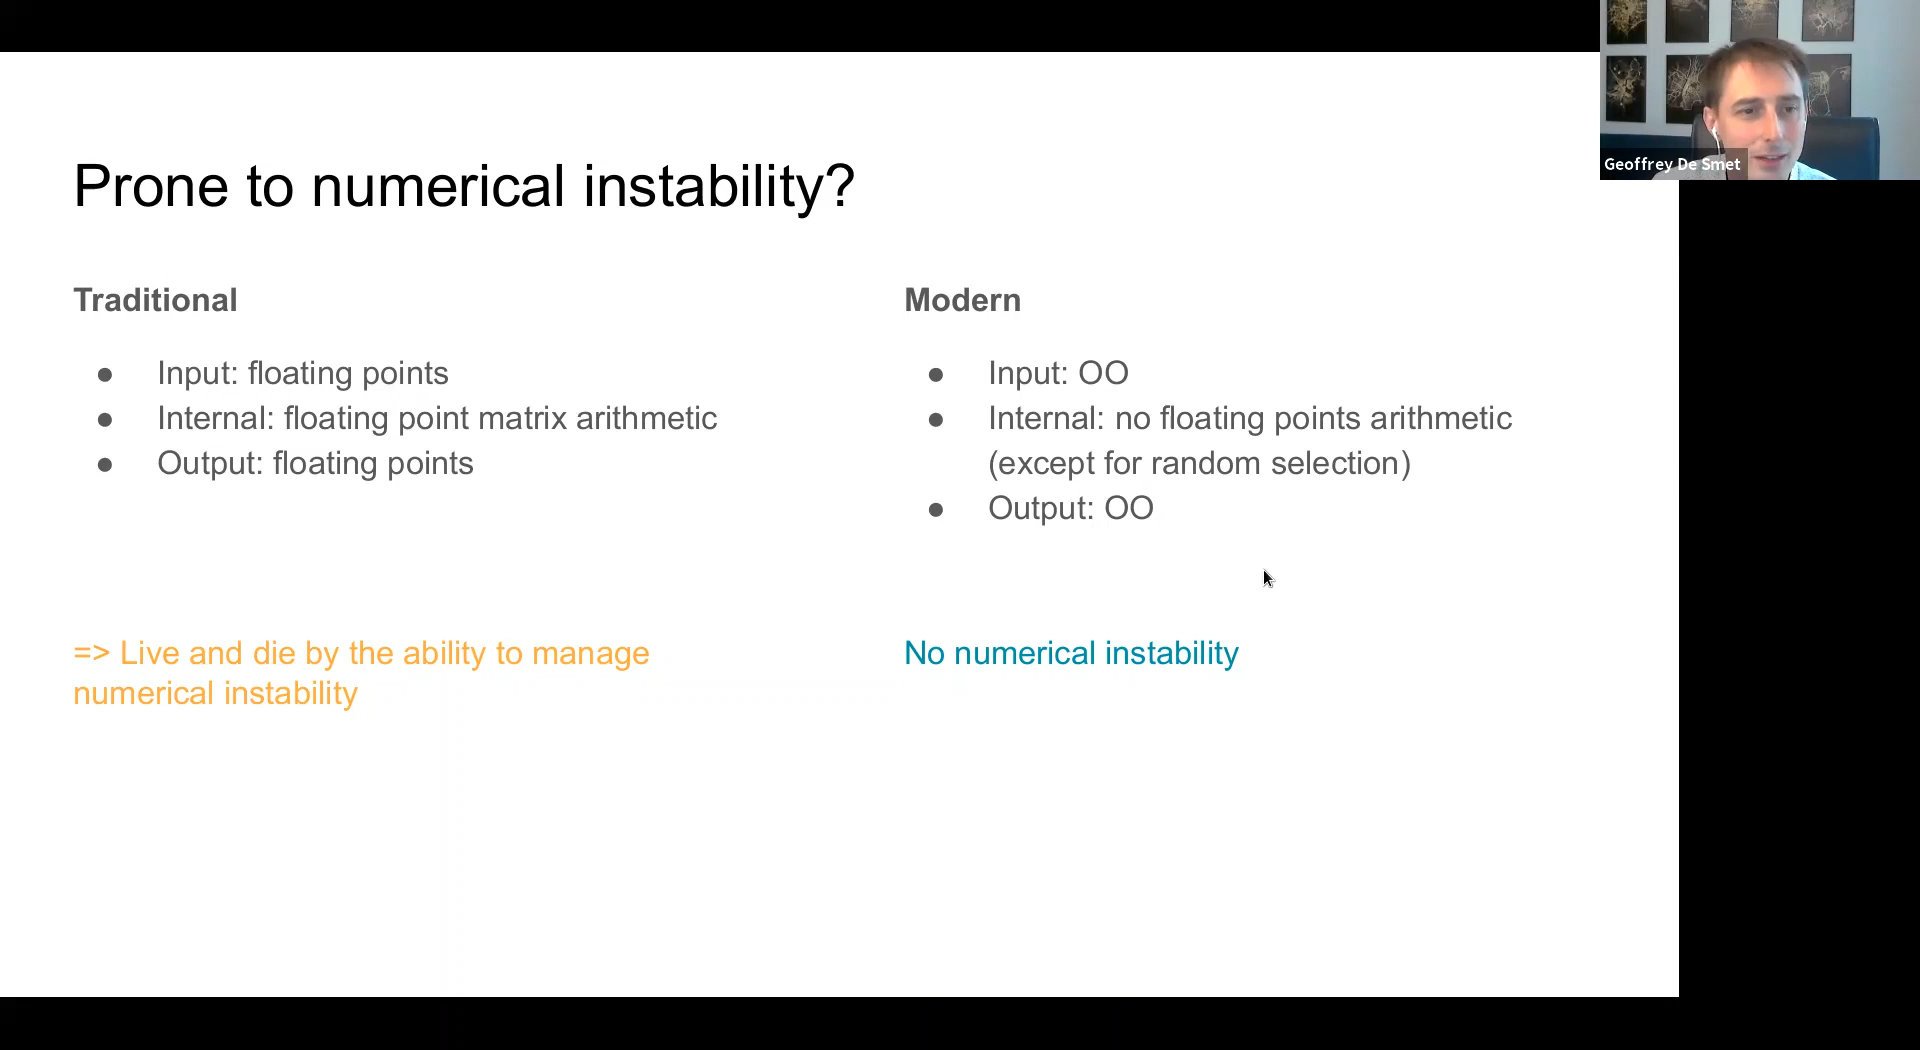 Prone to numerical instability?
Geoffrey De Smet
Traditional
● Input: floating points
● Internal: floating point matrix arithmetic
● Output: floating points
=> Live and die by the ability to manage
numerical instability
Modern
● Input: OO
● Internal: no floating points arithmetic
(except for random selection)
● Output: OO
No numerical instability